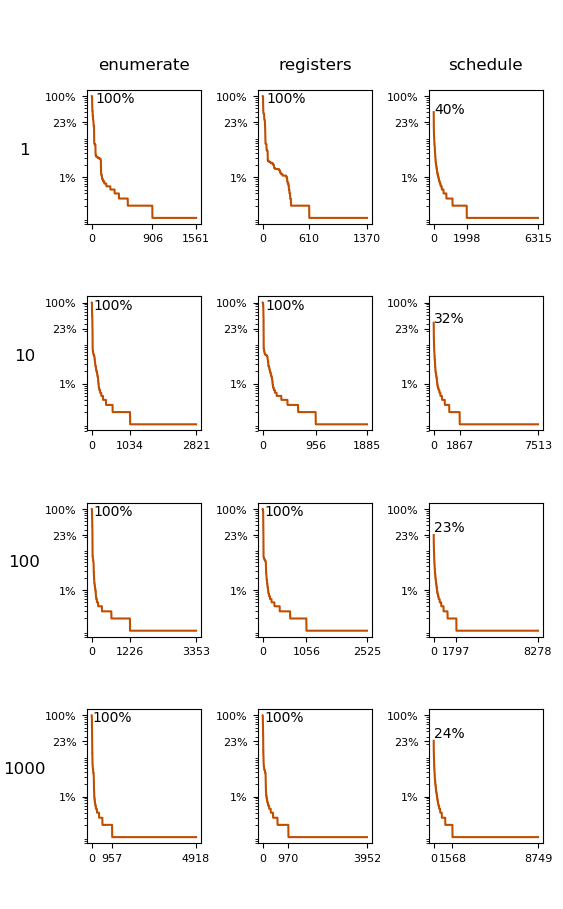 enumerate registers schedule
1
100% 23% 1% 100% 0 906 1561
100% 23% 1% 100% 0 610 1370
100% 23% 1% 40% 0 1998 6315
10
100% 23% 1% 100% 0 1034 2821
100% 23% 1% 100% 0 956 1885
100% 23% 1% 32% 0 1867 7513
100
100% 23% 1% 100% 0 1226 3353
100% 23% 1% 100% 0 1056 2525
100% 23% 1% 23% 0 1797 8278
1000
100% 23% 1% 100% 0 957 4918
100% 23% 1% 100% 0 970 3952
100% 23% 1% 24% 0 1568 8749